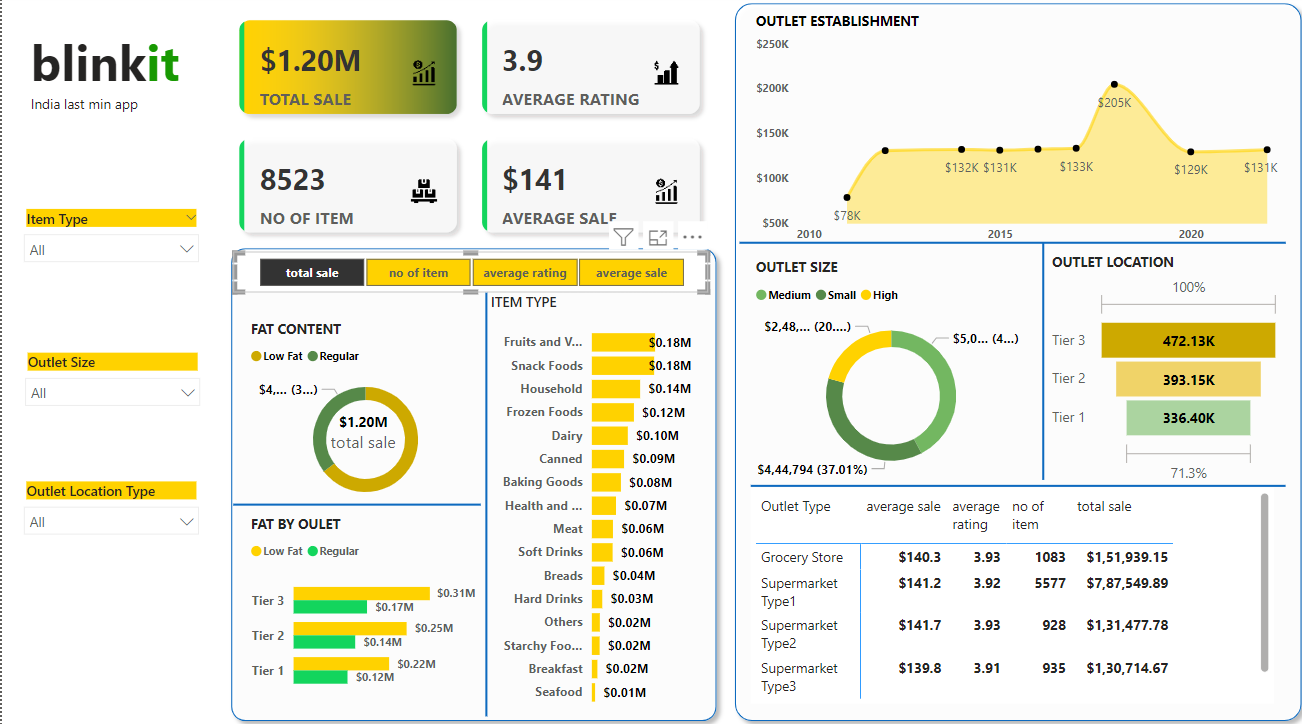 blinkit
India last min app
Item Type
All
Outlet Size
All
Outlet Location Type
All
$1.20M
TOTAL SALE
3.9
AVERAGE RATING
8523
NO OF ITEM
$141
AVERAGE SALE
total sale
no of item
average rating
average sale
FAT CONTENT
Low Fat Regular
$4,... (3...)
$1.20M
total sale
FAT BY OULET
Low Fat Regular
Tier 3 $0.31M
$0.17M
Tier 2 $0.25M
$0.14M
Tier 1 $0.22M
$0.12M
ITEM TYPE
Fruits and V... $0.18M
Snack Foods $0.18M
Household $0.14M
Frozen Foods $0.12M
Dairy $0.10M
Canned $0.09M
Baking Goods $0.08M
Health and ... $0.07M
Meat $0.06M
Soft Drinks $0.06M
Breads $0.04M
Hard Drinks $0.03M
Others $0.02M
Starchy Foo... $0.02M
Breakfast $0.02M
Seafood $0.01M
OUTLET ESTABLISHMENT
$250K
$200K
$150K
$100K
$50K
$78K
$132K
$131K
$133K
$205K
$129K
$131K
2010 2015 2020
OUTLET SIZE
Medium Small High
$2,48,... (20....)
$5,0... (4...)
$4,44,794 (37.01%)
OUTLET LOCATION
100%
Tier 3 472.13K
Tier 2 393.15K
Tier 1 336.40K
71.3%
Outlet Type average sale average rating no of item total sale
Grocery Store $140.3 3.93 1083 $1,51,939.15
Supermarket Type1 $141.2 3.92 5577 $7,87,549.89
Supermarket Type2 $141.7 3.93 928 $1,31,477.78
Supermarket Type3 $139.8 3.91 935 $1,30,714.67